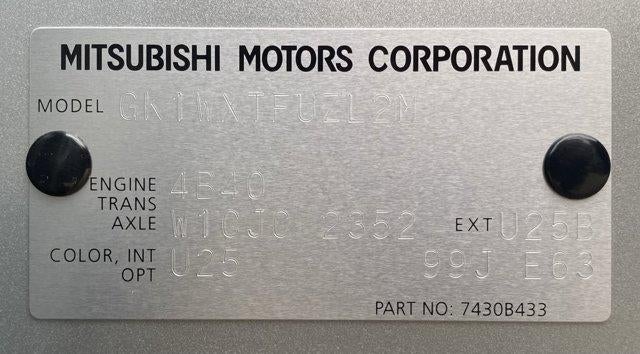 MITSUBISHI MOTORS CORPORATION
MODEL GK1WXTFUZL2M
ENGINE 4B40
TRANS
AXLE W1CJC 2352 EXT U25B
COLOR, INT U25 99J E63
OPT
PART NO: 7430B433